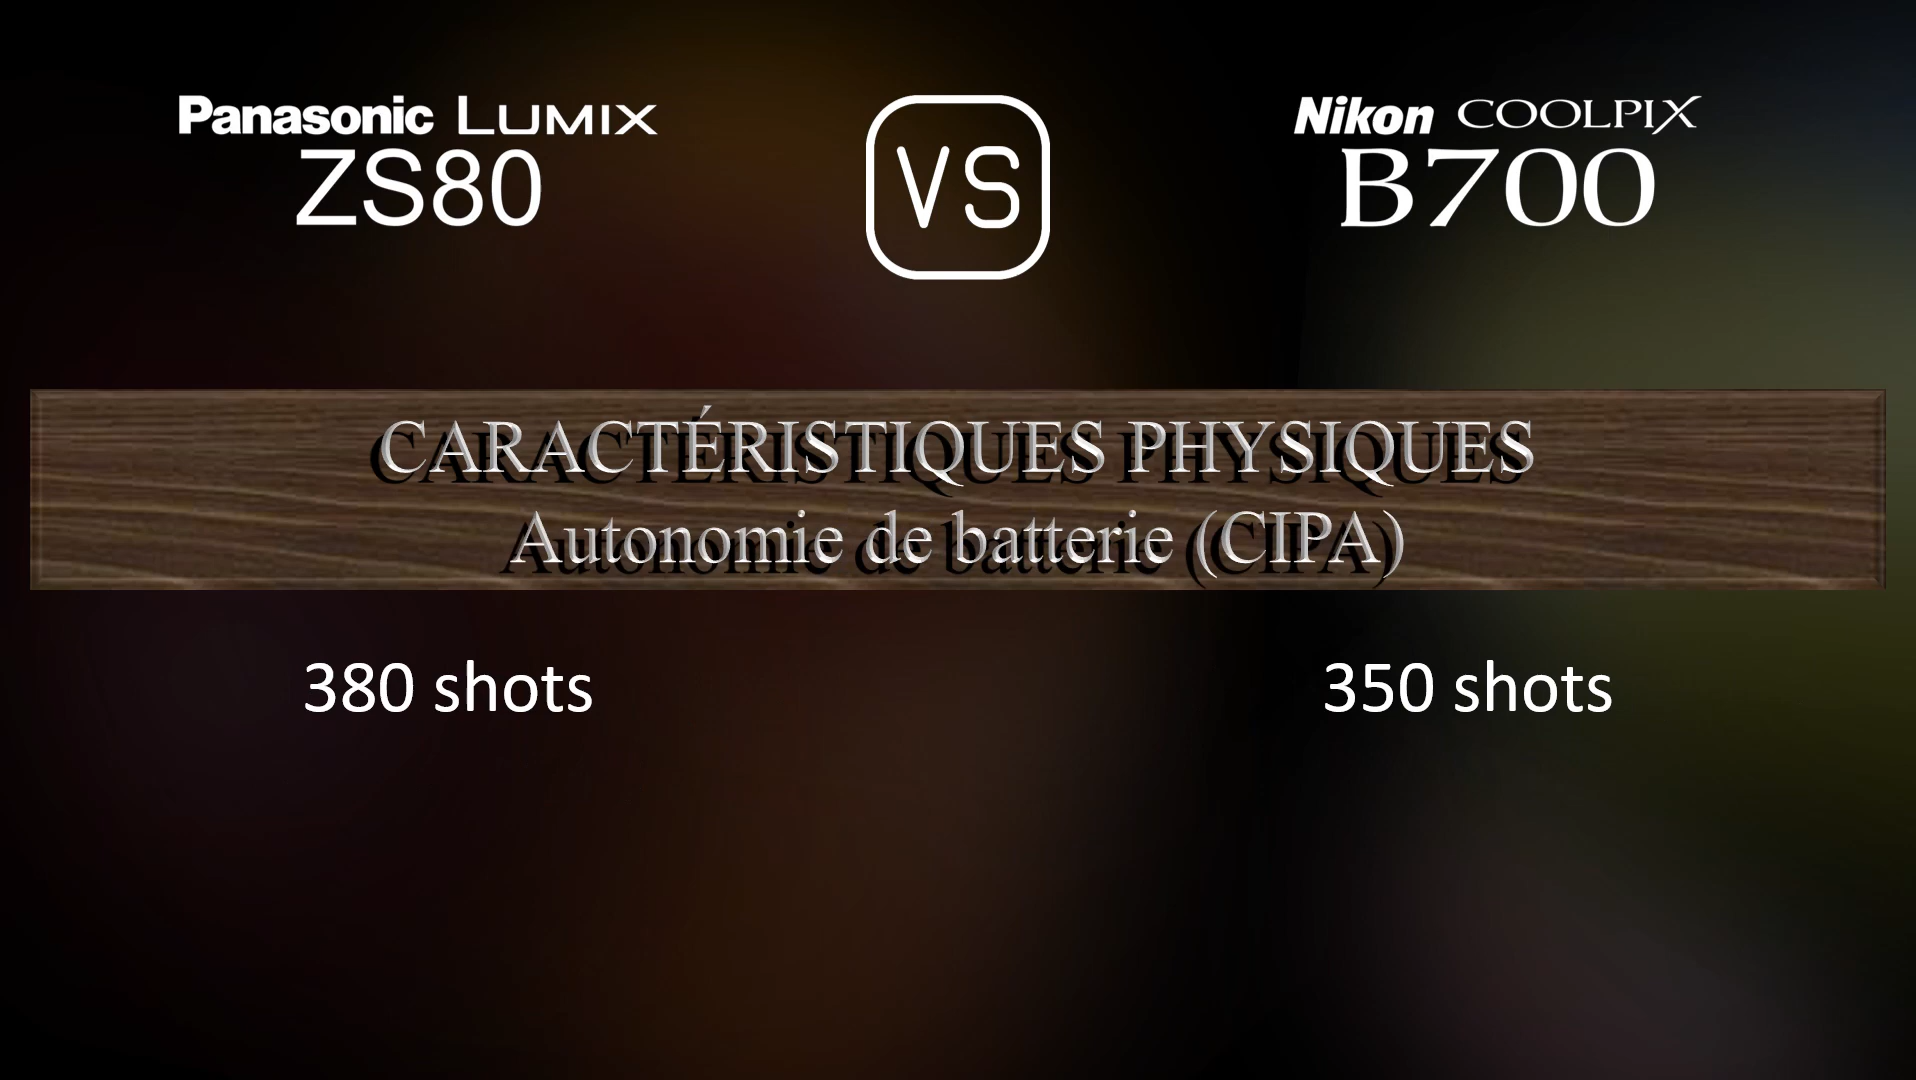 Panasonic LUMIX
ZS80
VS
Nikon COOLPIX
B700
CARACTÉRISTIQUES PHYSIQUES
Autonomie de batterie (CIPA)
380 shots
350 shots